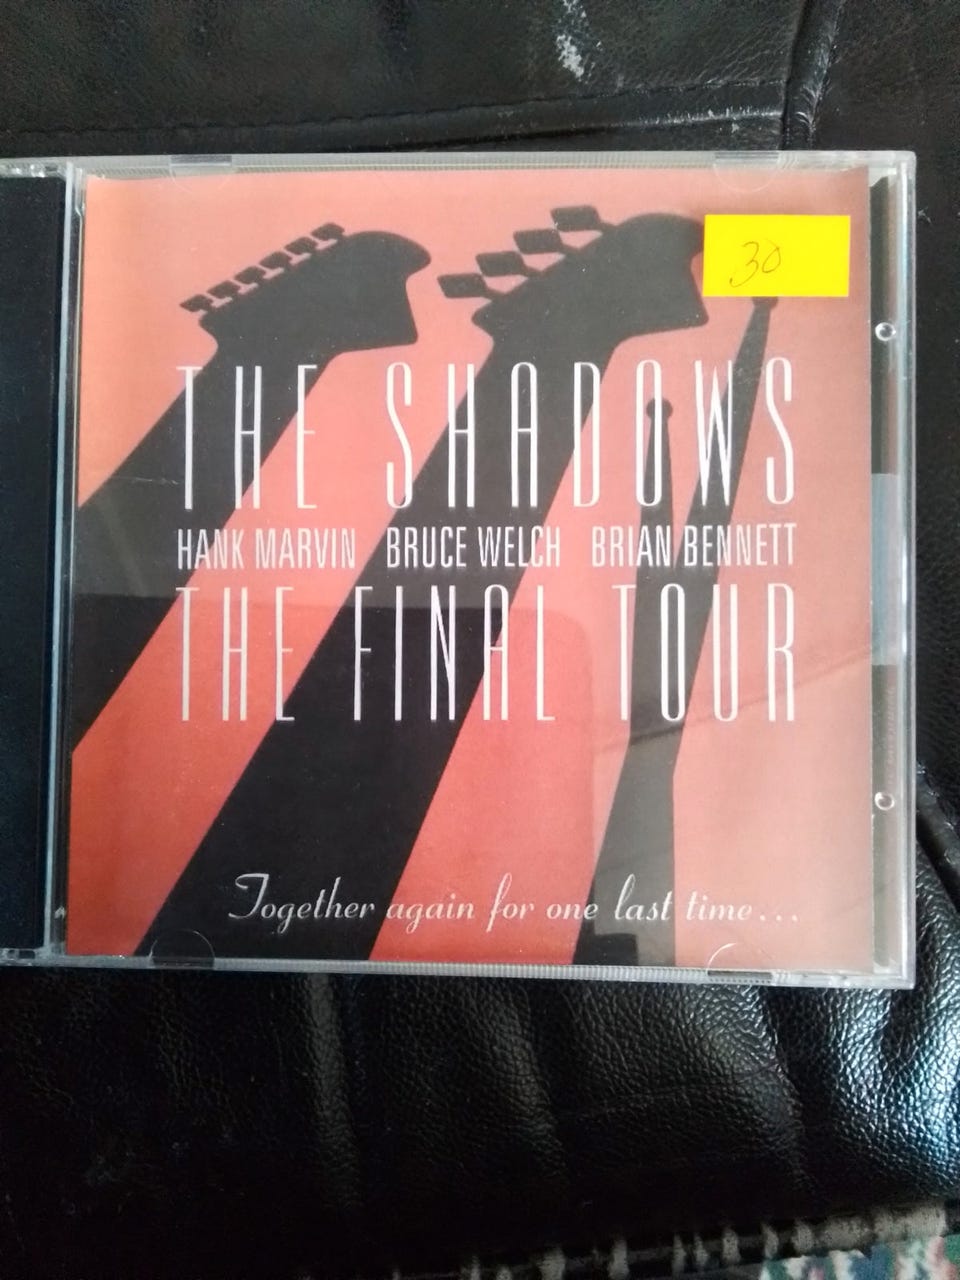 30
THE SHADOWS
HANK MARVIN BRUCE WELCH BRIAN BENNETT
THE FINAL TOUR
Together again for one last time...